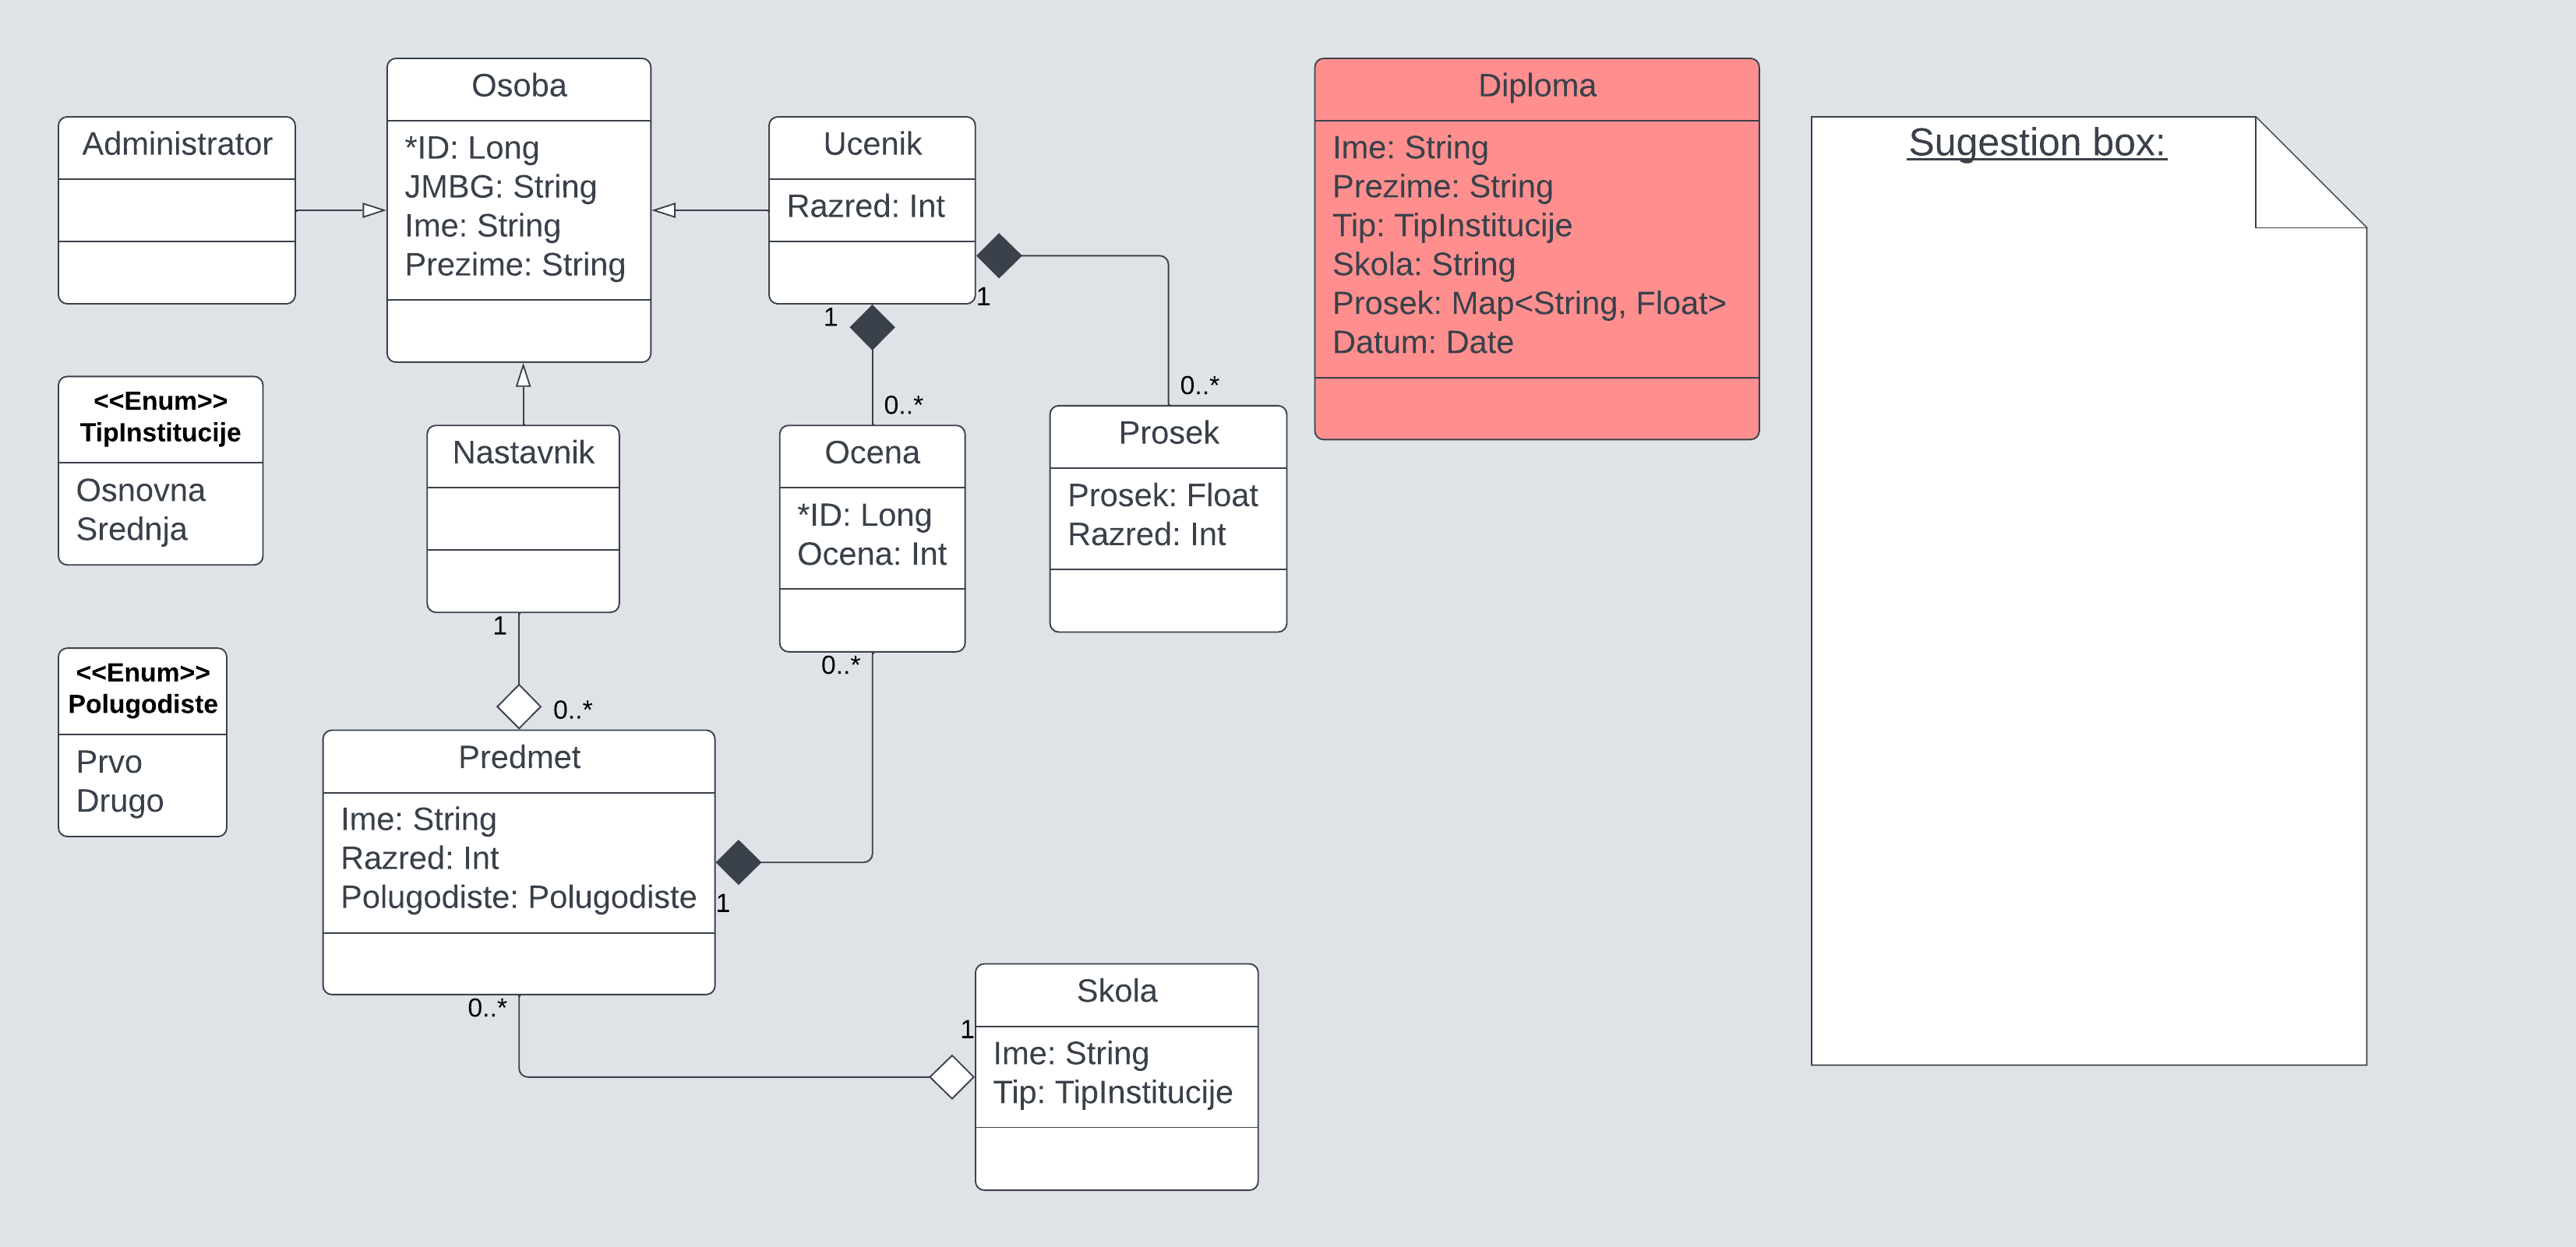 Osoba
*ID: Long
JMBG: String
Ime: String
Prezime: String
Administrator
Ucenik
Razred: Int
1
1
0..*
0..*
Diploma
Ime: String
Prezime: String
Tip: TipInstitucije
Skola: String
Prosek: Map<String, Float>
Datum: Date
Sugestion box:
<<Enum>>
TipInstitucije
Osnovna
Srednja
Nastavnik
1
0..*
Ocena
*ID: Long
Ocena: Int
0..*
Prosek
Prosek: Float
Razred: Int
<<Enum>>
Polugodiste
Prvo
Drugo
Predmet
Ime: String
Razred: Int
Polugodiste: Polugodiste
1
0..*
1
Skola
Ime: String
Tip: TipInstitucije